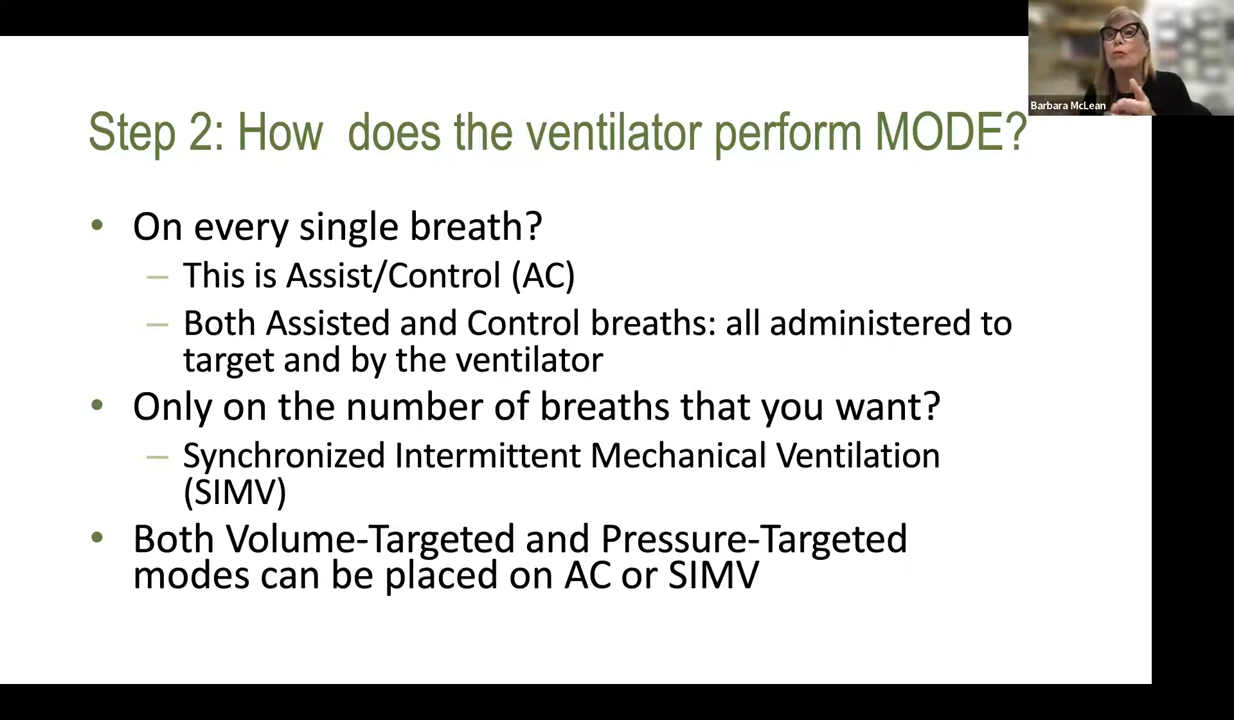 Barbara McLean
Step 2: How does the ventilator perform MODE?
• On every single breath?
– This is Assist/Control (AC)
– Both Assisted and Control breaths: all administered to
target and by the ventilator
• Only on the number of breaths that you want?
– Synchronized Intermittent Mechanical Ventilation
(SIMV)
• Both Volume-Targeted and Pressure-Targeted
modes can be placed on AC or SIMV